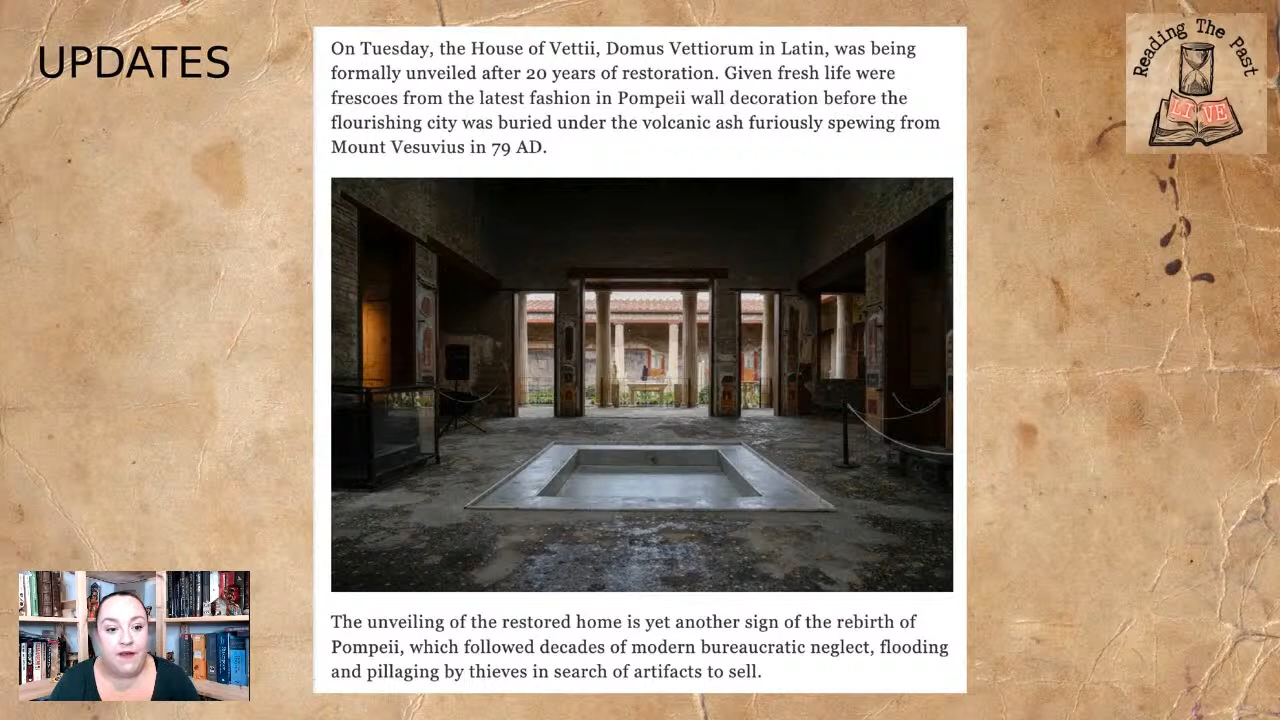 UPDATES
Reading The Past
LIVE
On Tuesday, the House of Vettii, Domus Vettiorum in Latin, was being
formally unveiled after 20 years of restoration. Given fresh life were
frescoes from the latest fashion in Pompeii wall decoration before the
flourishing city was buried under the volcanic ash furiously spewing from
Mount Vesuvius in 79 AD.
The unveiling of the restored home is yet another sign of the rebirth of
Pompeii, which followed decades of modern bureaucratic neglect, flooding
and pillaging by thieves in search of artifacts to sell.